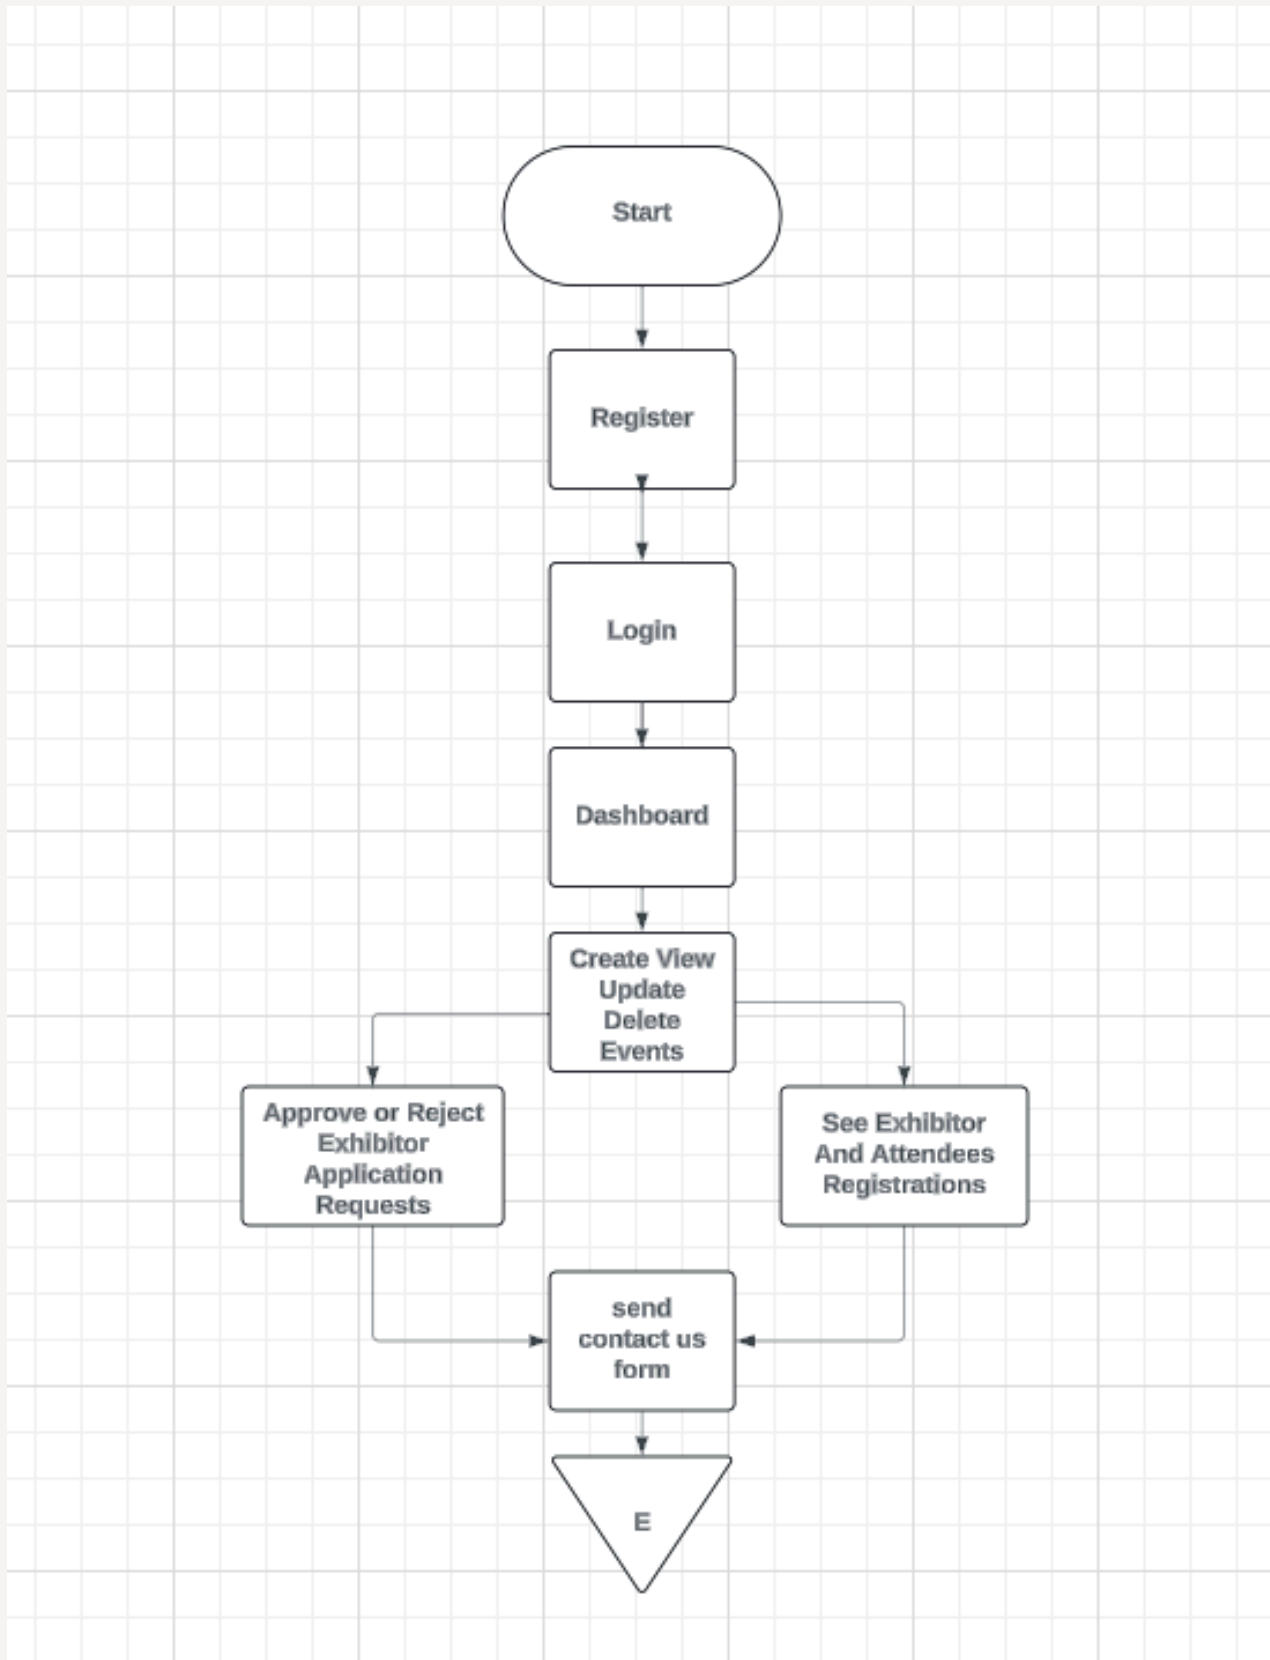 Start
Register
Login
Dashboard
Create View
Update
Delete
Events
Approve or Reject
Exhibitor
Application
Requests
See Exhibitor
And Attendees
Registrations
send
contact us
form
E